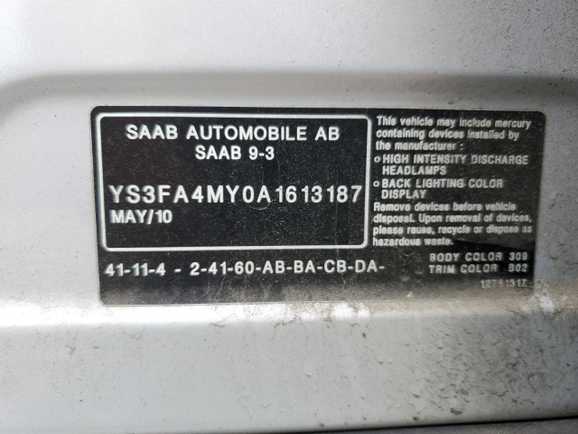 SAAB AUTOMOBILE AB
SAAB 9-3
YS3FA4MY0A1613187
MAY/10
41-11-4 - 2-41-60-AB-BA-CB-DA-
This vehicle may include mercury
containing devices installed by
the manufacturer :
o HIGH INTENSITY DISCHARGE
HEADLAMPS
o BACK LIGHTING COLOR
DISPLAY
Remove devices before vehicle
disposal. Upon removal of devices,
please reuse, recycle or dispose as
hazardous waste.
BODY COLOR 309
TRIM COLOR B02